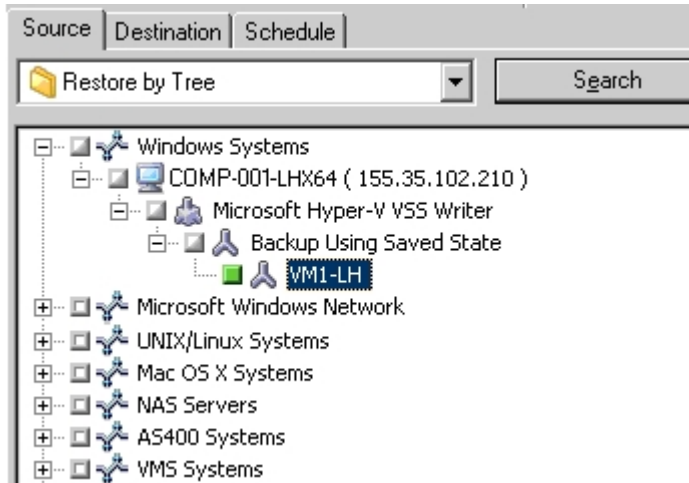 Source Destination Schedule
Restore by Tree Search
Windows Systems
COMP-001-LHX64 ( 155.35.102.210 )
Microsoft Hyper-V VSS Writer
Backup Using Saved State
VM1-LH
Microsoft Windows Network
UNIX/Linux Systems
Mac OS X Systems
NAS Servers
AS400 Systems
VMS Systems